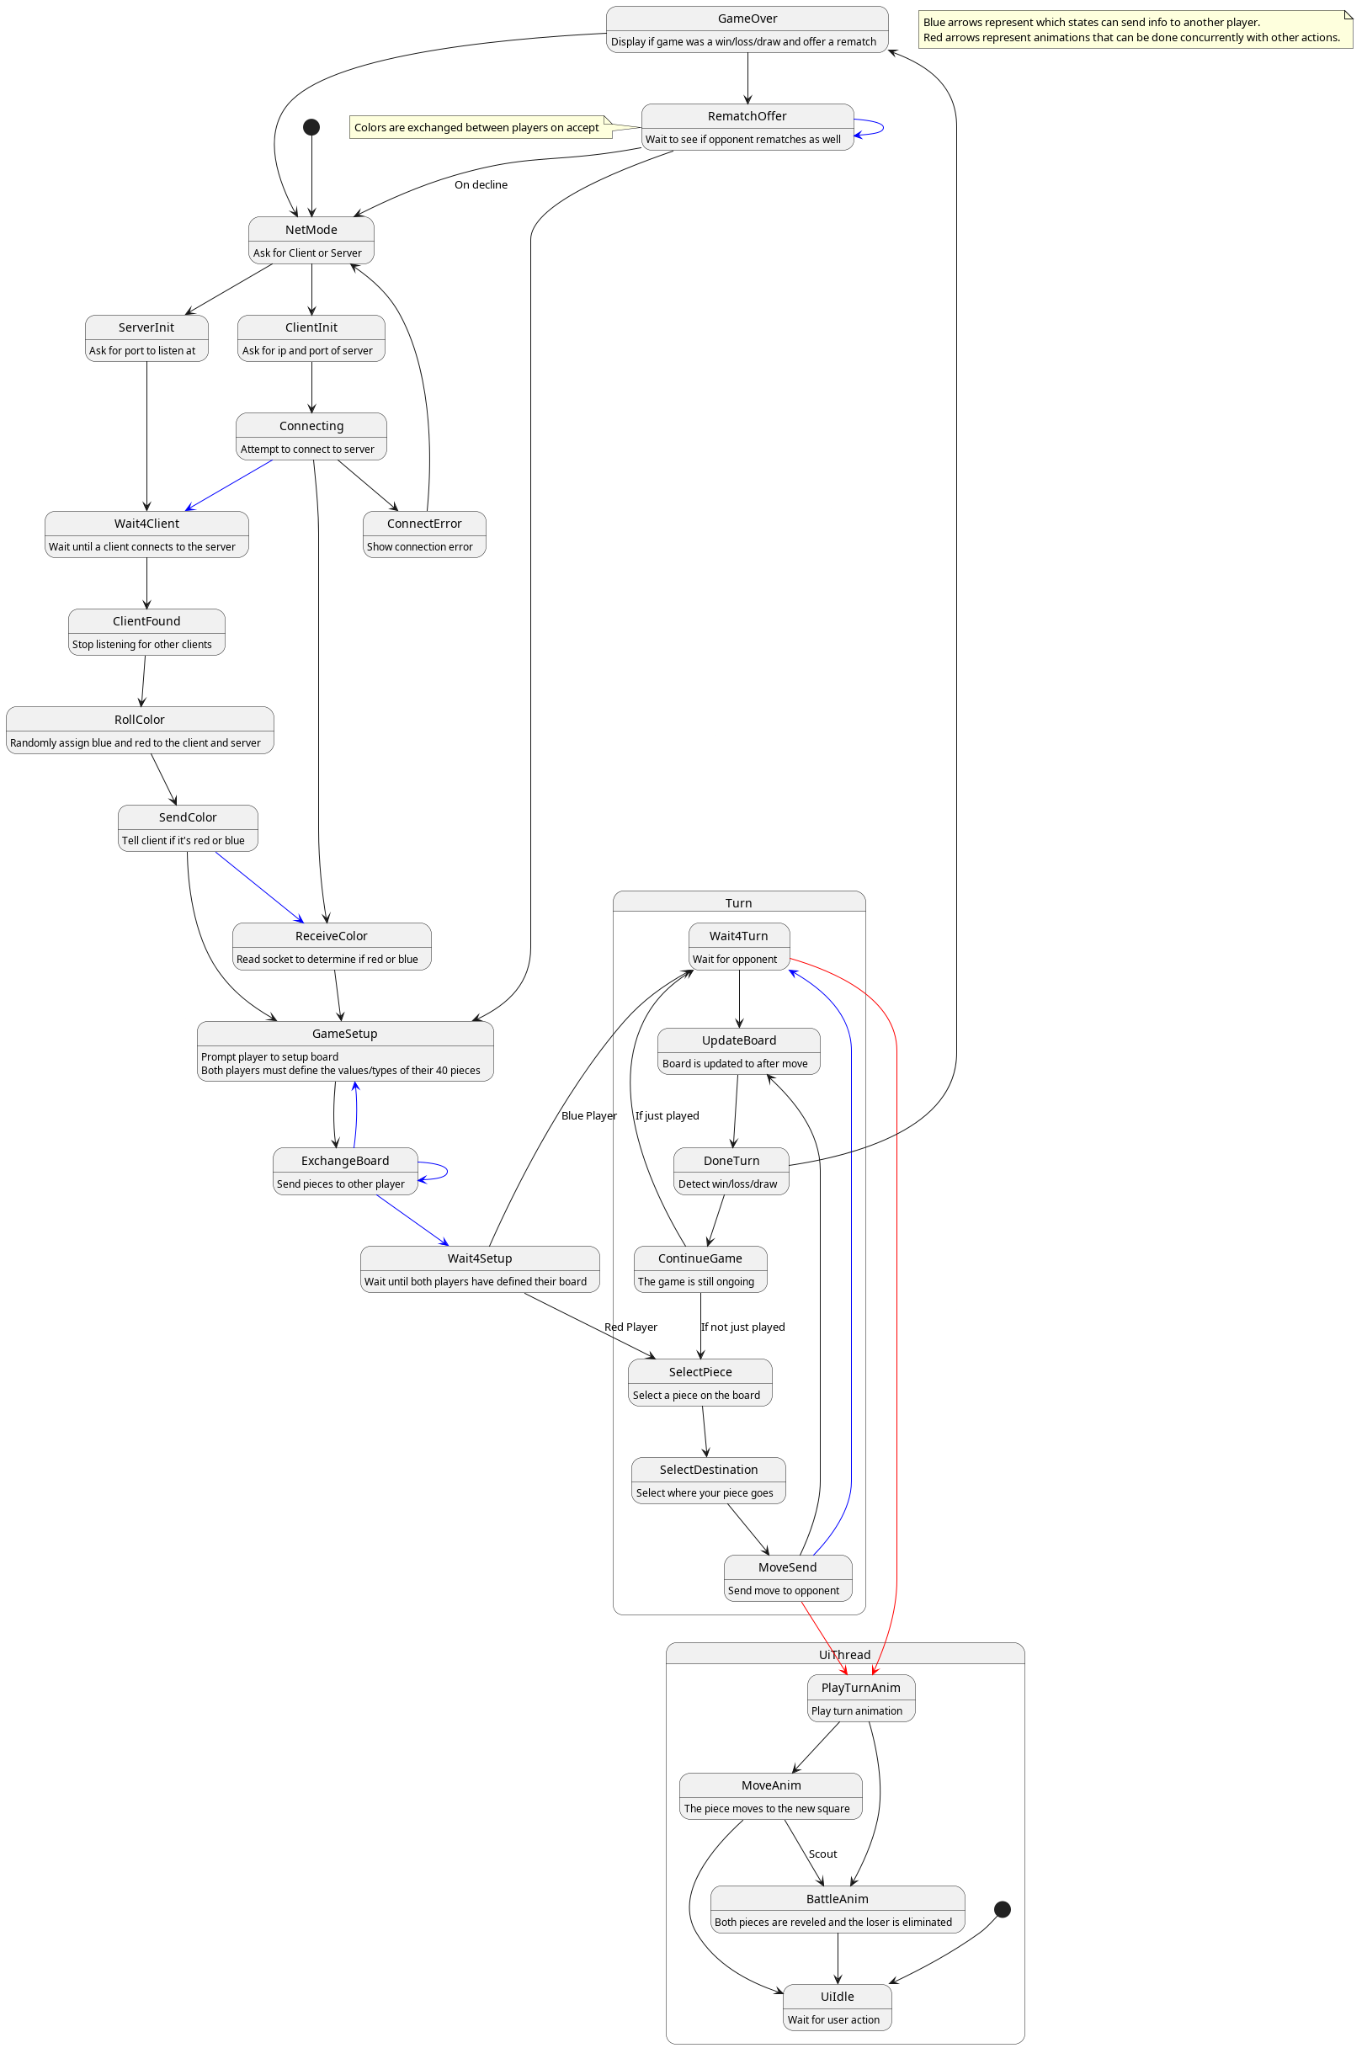 GameOver
Display if game was a win/loss/draw and offer a rematch
Blue arrows represent which states can send info to another player.
Red arrows represent animations that can be done concurrently with other actions.
Colors are exchanged between players on accept
RematchOffer
Wait to see if opponent rematches as well
On decline
NetMode
Ask for Client or Server
ServerInit
Ask for port to listen at
ClientInit
Ask for ip and port of server
Connecting
Attempt to connect to server
Wait4Client
Wait until a client connects to the server
ConnectError
Show connection error
ClientFound
Stop listening for other clients
RollColor
Randomly assign blue and red to the client and server
SendColor
Tell client if it's red or blue
ReceiveColor
Read socket to determine if red or blue
Turn
Wait4Turn
Wait for opponent
GameSetup
Prompt player to setup board
Both players must define the values/types of their 40 pieces
UpdateBoard
Board is updated to after move
Blue Player
If just played
ExchangeBoard
Send pieces to other player
DoneTurn
Detect win/loss/draw
Wait4Setup
Wait until both players have defined their board
ContinueGame
The game is still ongoing
Red Player
If not just played
SelectPiece
Select a piece on the board
SelectDestination
Select where your piece goes
MoveSend
Send move to opponent
UiThread
PlayTurnAnim
Play turn animation
MoveAnim
The piece moves to the new square
Scout
BattleAnim
Both pieces are reveled and the loser is eliminated
UiIdle
Wait for user action